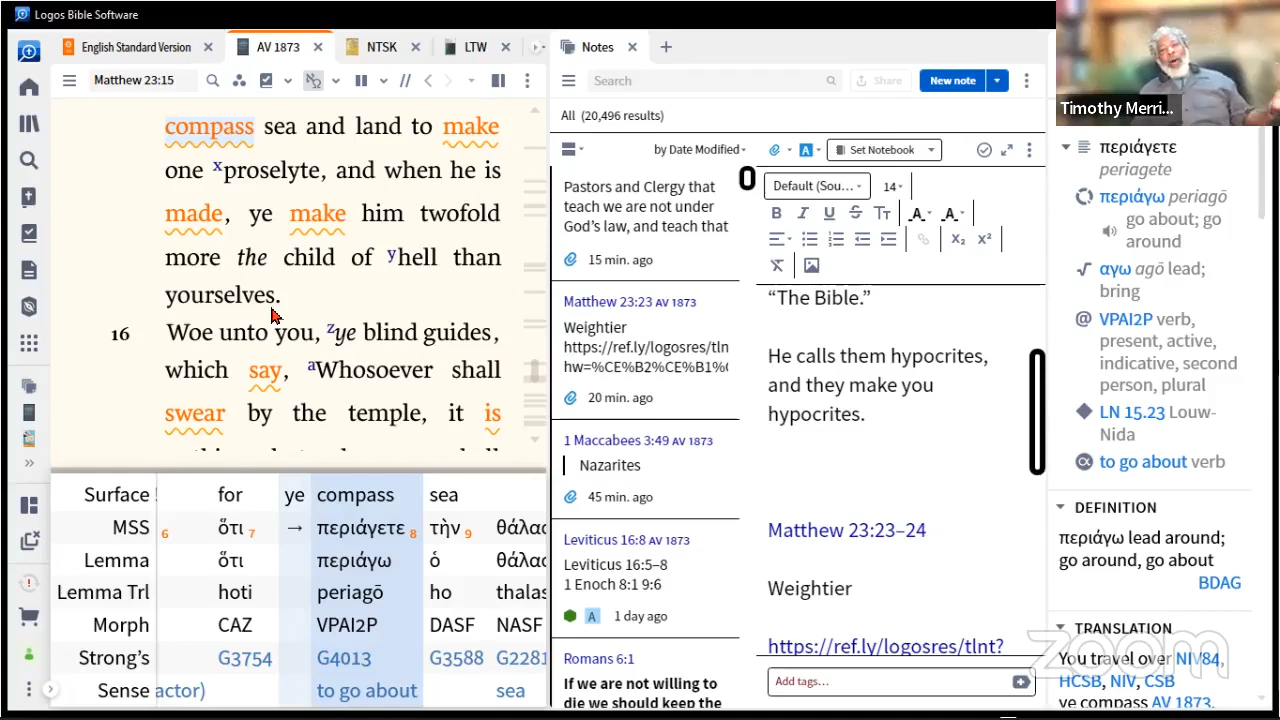 Logos Bible Software
English Standard Version
AV 1873
NTSK
LTW
Notes
Matthew 23:15
Search
Share
New note
All (20,496 results)
by Date Modified
Set Notebook
Default (Sou...
14
compass sea and land to make
one xproselyte, and when he is
made, ye make him twofold
more the child of yhell than
yourselves.
16 Woe unto you, zye blind guides,
which say, aWhosoever shall
swear by the temple, it is
Surface for ye compass sea
MSS 6 ὅτι 7 → περιάγετε 8 τὴν 9 θάλας
Lemma ὅτι περιάγω ὁ θάλας
Lemma Trl hoti periagō ho thalas
Morph CAZ VPAI2P DASF NASF
Strong's G3754 G4013 G3588 G2281
Sense actor) to go about sea
Pastors and Clergy that
teach we are not under
God's law, and teach that
15 min. ago
Matthew 23:23 AV 1873
Weightier
https://ref.ly/logosres/tln
hw=%CE%B2%CE%B1%
20 min. ago
1 Maccabees 3:49 AV 1873
Nazarites
45 min. ago
Leviticus 16:8 AV 1873
Leviticus 16:5–8
1 Enoch 8:1 9:6
A 1 day ago
Romans 6:1
If we are not willing to
die we should keep the
“The Bible.”
He calls them hypocrites,
and they make you
hypocrites.
Matthew 23:23–24
Weightier
https://ref.ly/logosres/tlnt?
Add tags...
Timothy Merri...
περιάγετε
periagete
περιάγω periagō
go about; go
around
αγω agō lead;
bring
@ VPAI2P verb,
present, active,
indicative, second
person, plural
LN 15.23 Louw-
Nida
to go about verb
DEFINITION
περιάγω lead around;
go around, go about
BDAG
TRANSLATION
You travel over NIV84,
HCSB, NIV, CSB
ye compass AV 1873,
zoom